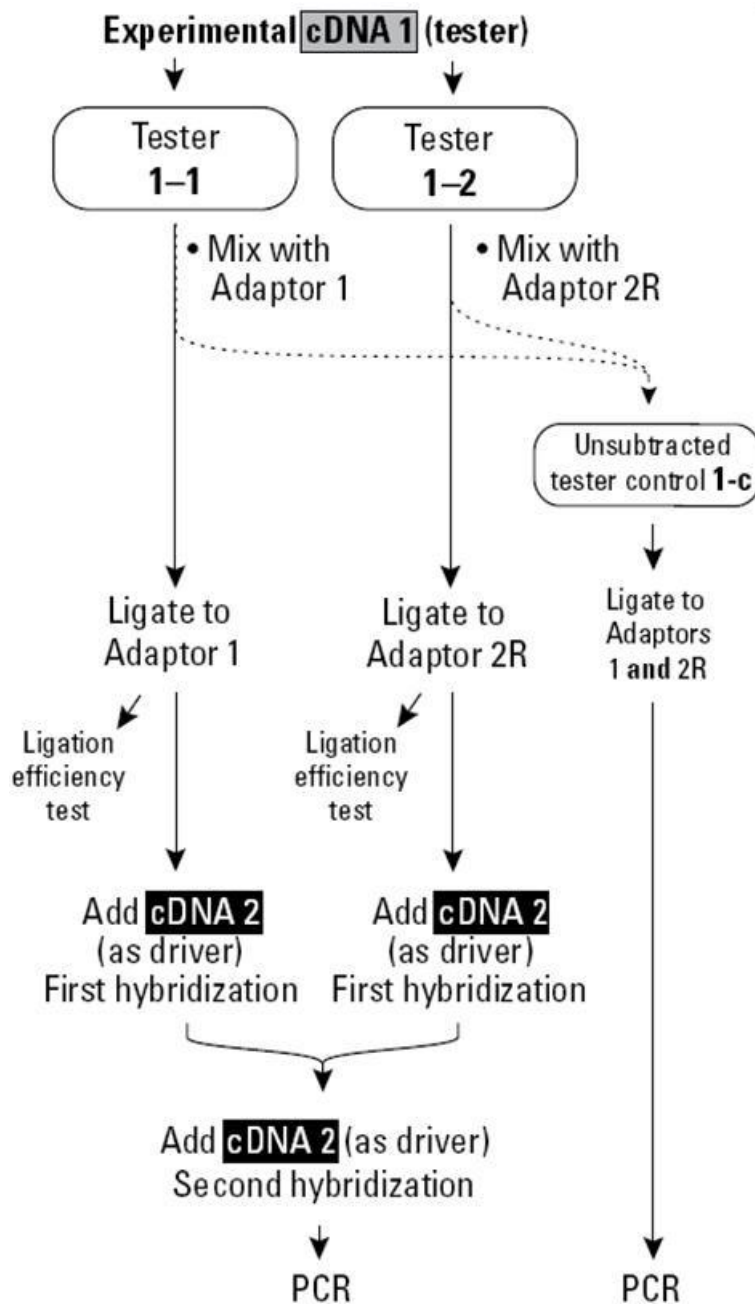 Experimental cDNA 1 (tester)
Tester
1–1
Tester
1–2
• Mix with
Adaptor 1
• Mix with
Adaptor 2R
Unsubtracted
tester control 1-c
Ligate to
Adaptor 1
Ligate to
Adaptor 2R
Ligate to
Adaptors
1 and 2R
Ligation
efficiency
test
Ligation
efficiency
test
Add cDNA 2
(as driver)
First hybridization
Add cDNA 2
(as driver)
First hybridization
Add cDNA 2 (as driver)
Second hybridization
PCR
PCR